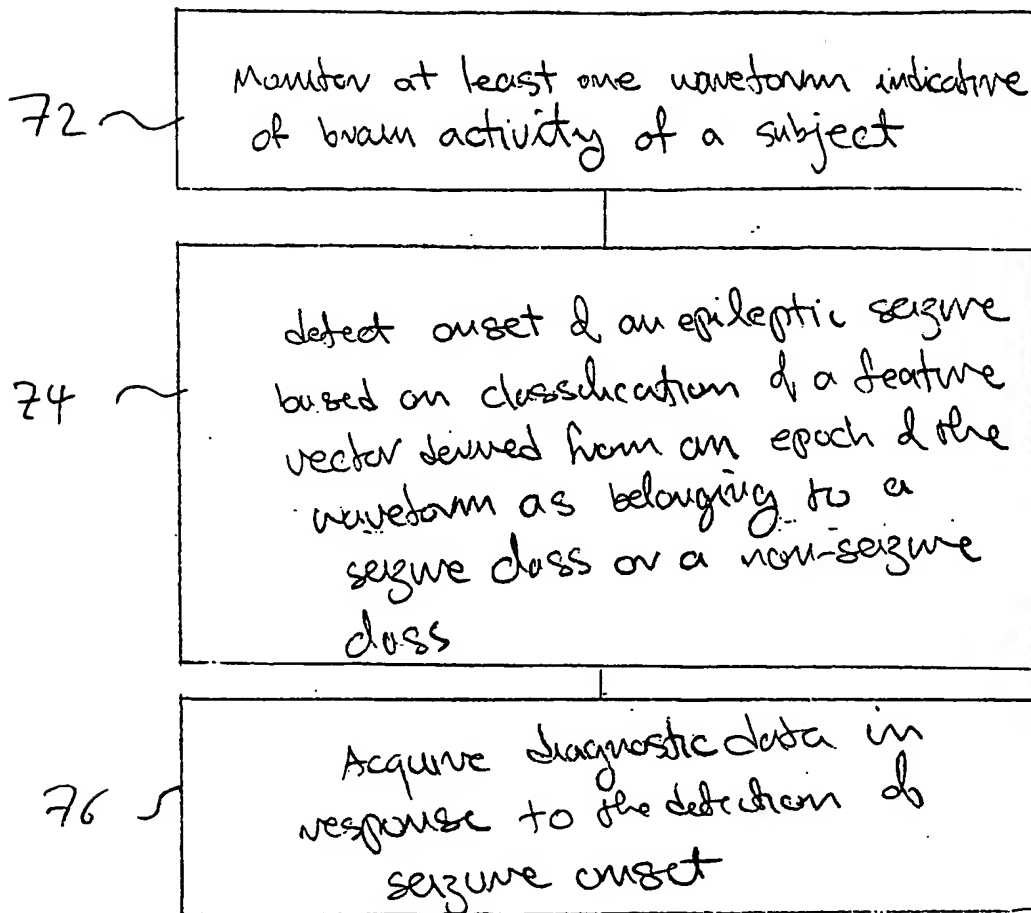 72
Monitor at least one waveform indicative
of brain activity of a subject
74
detect onset of an epileptic seizure
based on classification of a feature
vector derived from an epoch of the
waveform as belonging to a
seizure class or a non-seizure
class
76
Acquire diagnostic data in
response to the detection of
seizure onset